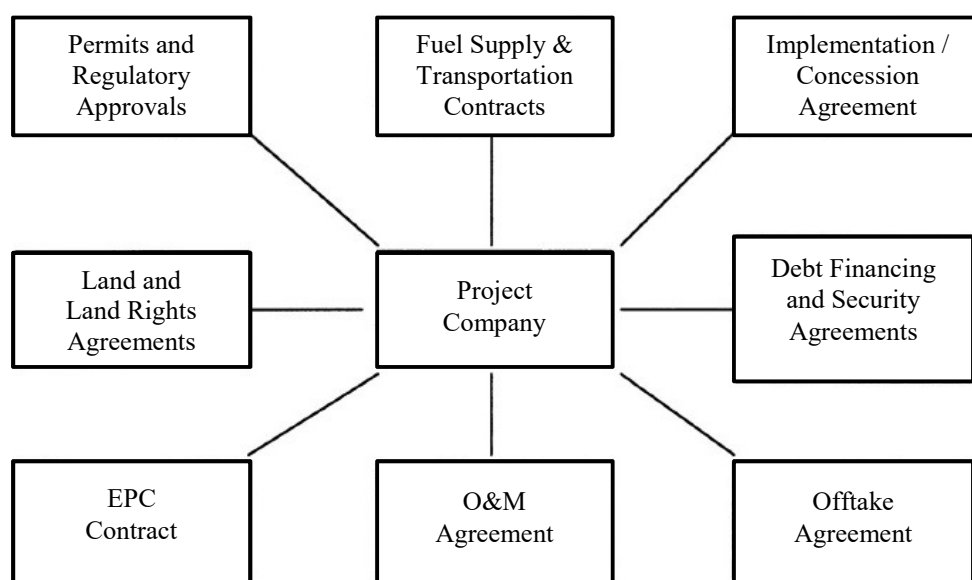 Permits and
Regulatory
Approvals
Fuel Supply &
Transportation
Contracts
Implementation /
Concession
Agreement
Land and
Land Rights
Agreements
Project
Company
Debt Financing
and Security
Agreements
EPC
Contract
O&M
Agreement
Offtake
Agreement